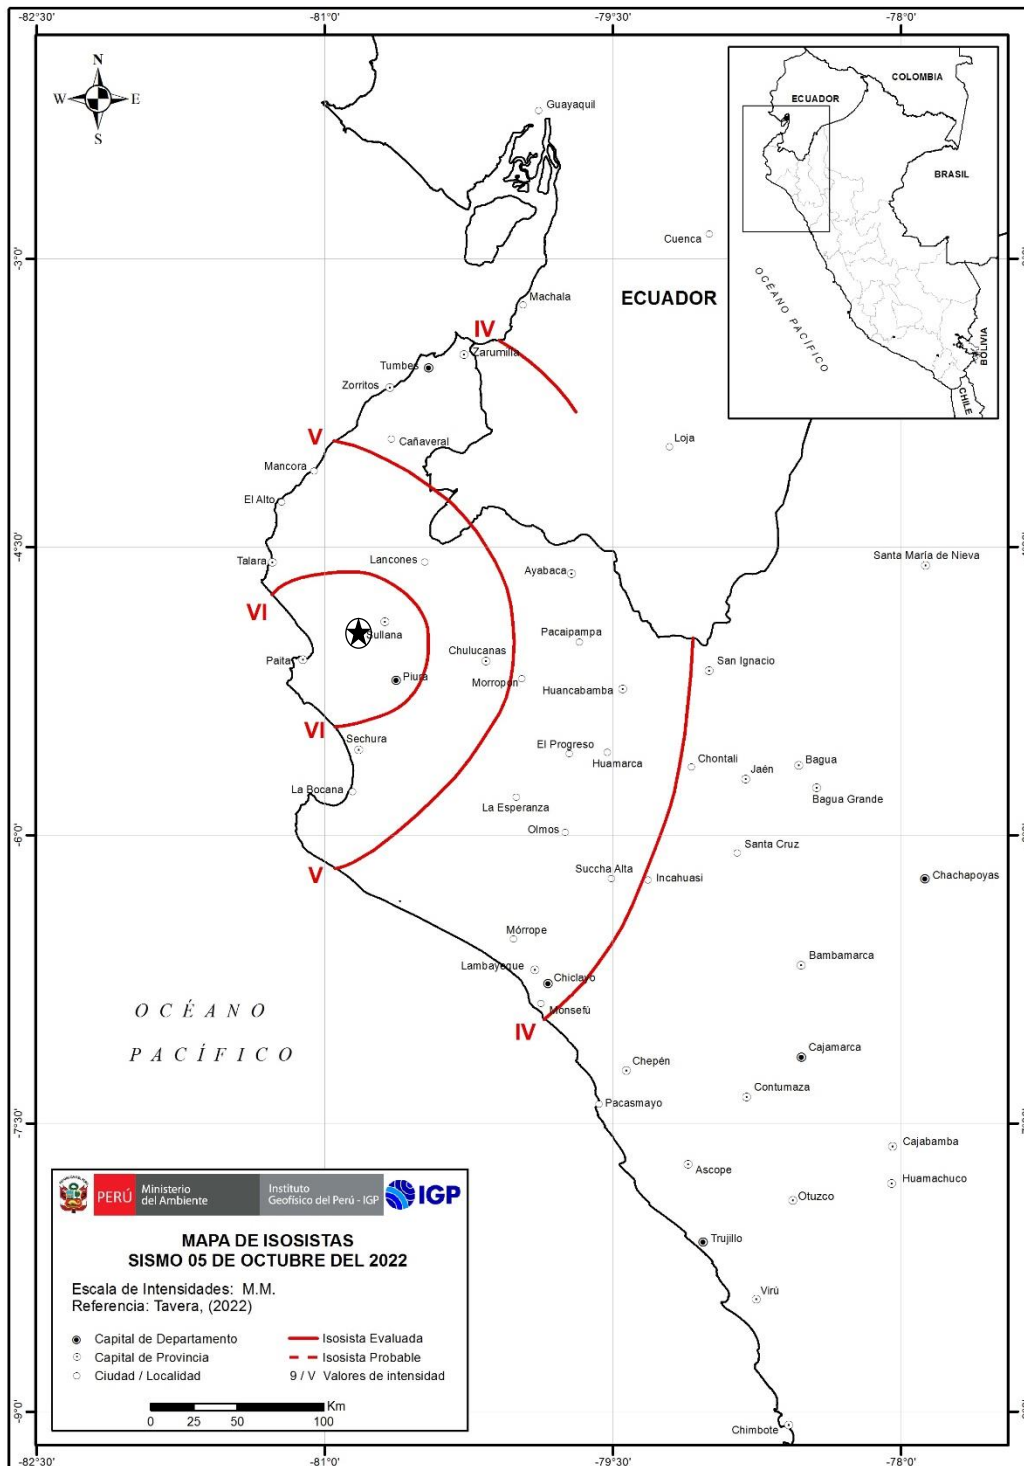 -82°30'
-81°0'
-79°30'
-78°0'
N
W
E
S
Guayaquil
Cuenca
-3°0'
Machala
ECUADOR
IV
Zarumilla
Tumbes
Zorritos
V
Cañaveral
Loja
Mancora
El Alto
-4°30'
Talara
Lancones
Ayabaca
Santa María de Nieva
VI
Sullana
Pacaipampa
Paita
Chulucanas
San Ignacio
Piura
Morropón
Huancabamba
VI
Sechura
El Progreso
Huamarca
Chontali
Jaén
Bagua
Bagua Grande
La Bocana
La Esperanza
-6°0'
Olmos
Santa Cruz
V
Succha Alta
Incahuasi
Chachapoyas
Mórrope
Lambayeque
Bambamarca
Chiclayo
Monsefú
IV
OCÉANO
PACÍFICO
Cajamarca
Chepén
Contumaza
Pacasmayo
-7°30'
Cajabamba
Ascope
Huamachuco
Otuzco
Trujillo
Virú
Chimbote
-9°0'
COLOMBIA
ECUADOR
BRASIL
OCÉANO PACÍFICO
BOLIVIA
CHILE
PERÚ
Ministerio
del Ambiente
Instituto
Geofísico del Perú - IGP
IGP
MAPA DE ISOSISTAS
SISMO 05 DE OCTUBRE DEL 2022
Escala de Intensidades: M.M.
Referencia: Tavera, (2022)
Capital de Departamento
Isosista Evaluada
Capital de Provincia
Isosista Probable
Ciudad / Localidad
9 / V Valores de intensidad
Km
0 25 50 100
-82°30'
-81°0'
-79°30'
-78°0'